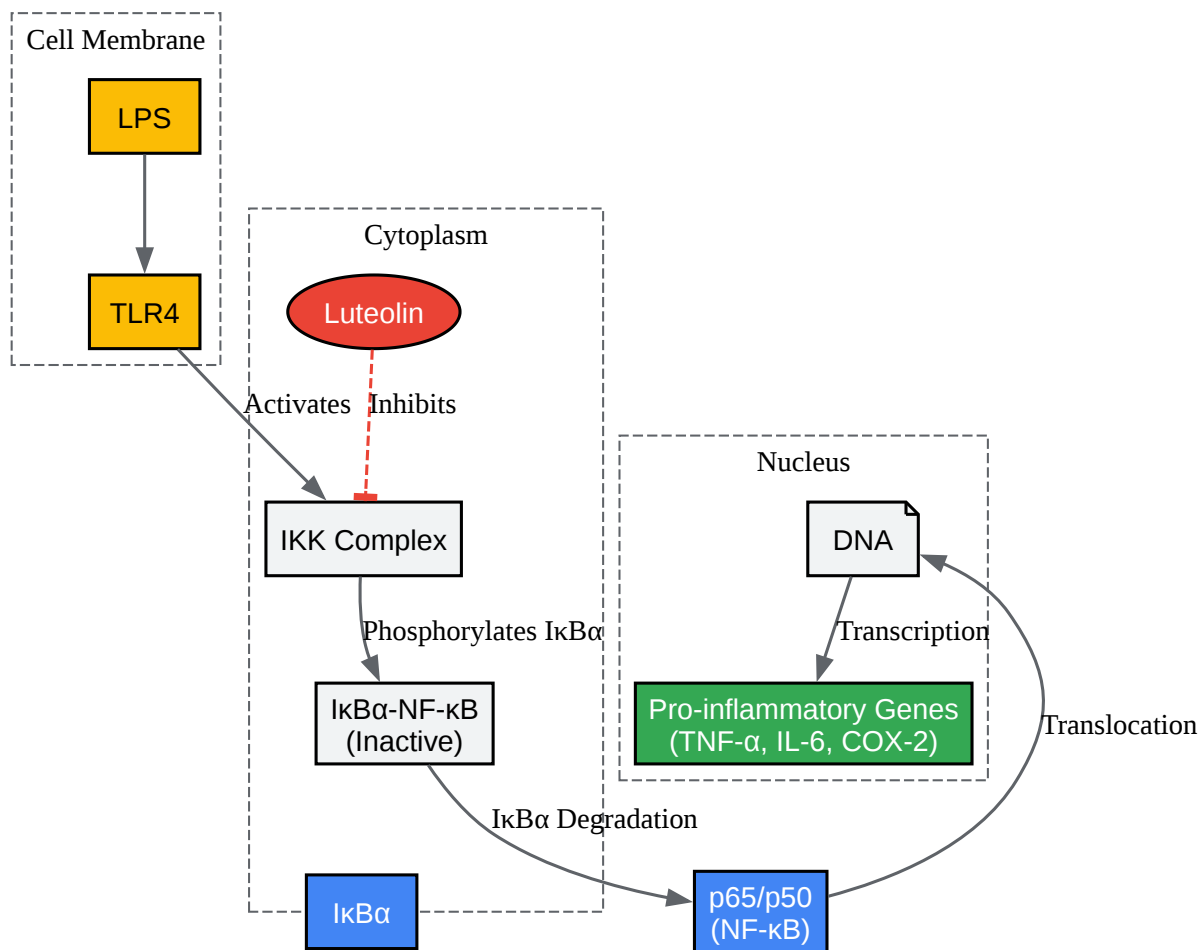 Cell Membrane
LPS
TLR4
Cytoplasm
Luteolin
Activates
Inhibits
IKK Complex
Phosphorylates IκBα
IκBα-NF-κB
(Inactive)
IκBα Degradation
IκBα
p65/p50
(NF-κB)
Nucleus
DNA
Transcription
Pro-inflammatory Genes
(TNF-α, IL-6, COX-2)
Translocation